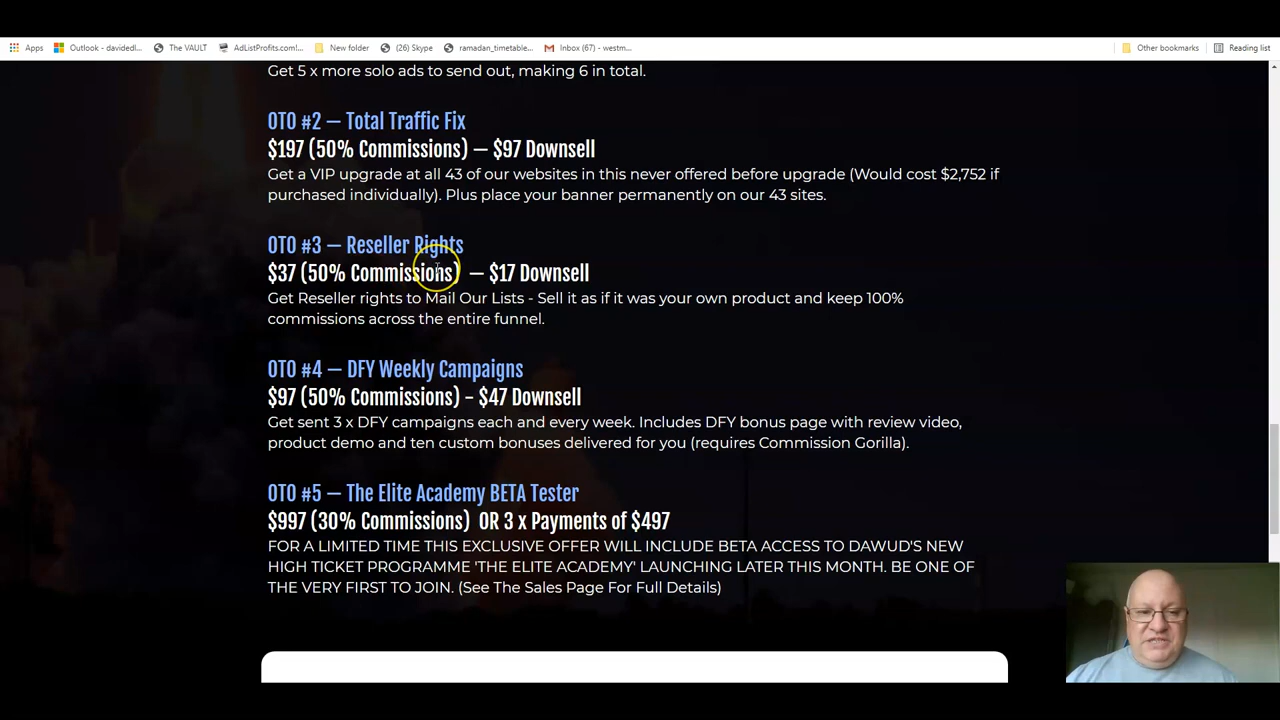 Apps
Outlook - davidedl...
The VAULT
AdListProfits.com!...
New folder
(26) Skype
ramadan_timetable...
Inbox (67) - westm...
Other bookmarks
Reading list
Get 5 x more solo ads to send out, making 6 in total.
OTO #2 — Total Traffic Fix
$197 (50% Commissions) — $97 Downsell
Get a VIP upgrade at all 43 of our websites in this never offered before upgrade (Would cost $2,752 if
purchased individually). Plus place your banner permanently on our 43 sites.
OTO #3 — Reseller Rights
$37 (50% Commissions) — $17 Downsell
Get Reseller rights to Mail Our Lists - Sell it as if it was your own product and keep 100%
commissions across the entire funnel.
OTO #4 — DFY Weekly Campaigns
$97 (50% Commissions) - $47 Downsell
Get sent 3 x DFY campaigns each and every week. Includes DFY bonus page with review video,
product demo and ten custom bonuses delivered for you (requires Commission Gorilla).
OTO #5 — The Elite Academy BETA Tester
$997 (30% Commissions) OR 3 x Payments of $497
FOR A LIMITED TIME THIS EXCLUSIVE OFFER WILL INCLUDE BETA ACCESS TO DAWUD'S NEW
HIGH TICKET PROGRAMME 'THE ELITE ACADEMY' LAUNCHING LATER THIS MONTH. BE ONE OF
THE VERY FIRST TO JOIN. (See The Sales Page For Full Details)